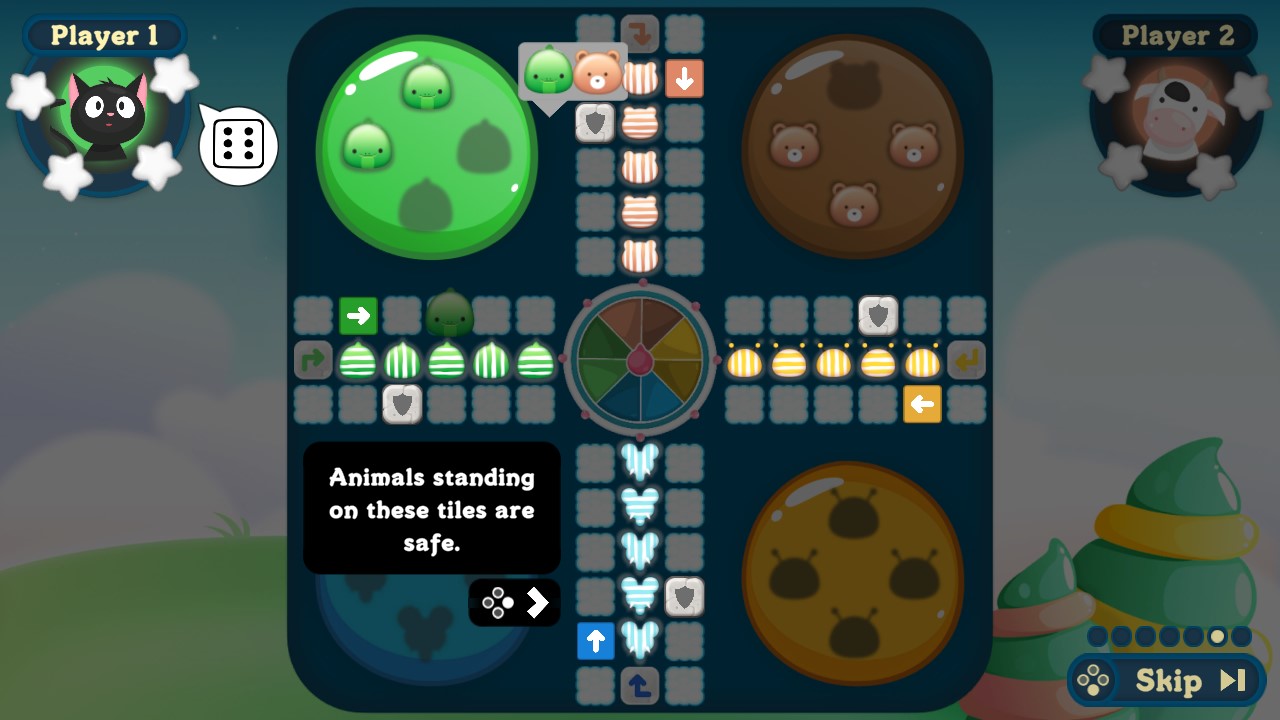 Player 1
Player 2
Animals standing
on these tiles are
safe.
Skip